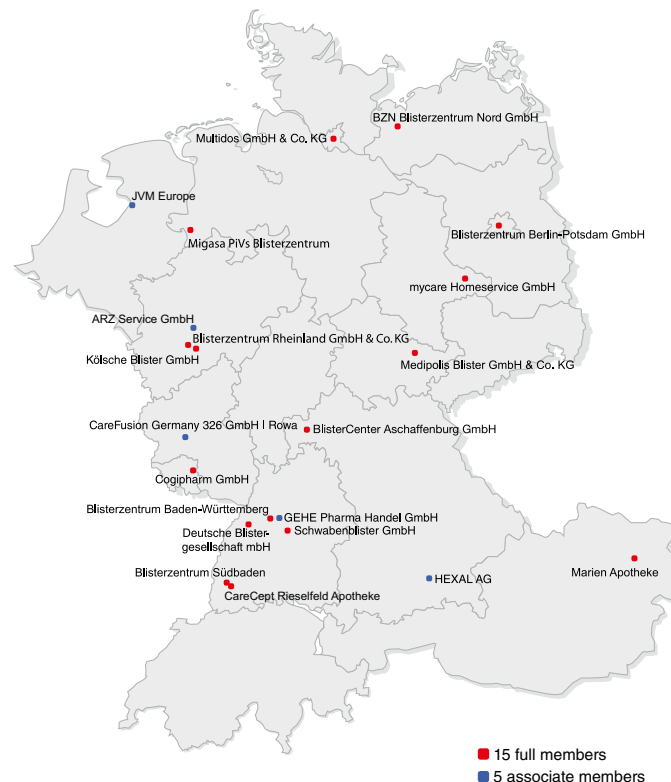 BZN Blisterzentrum Nord GmbH
Multidos GmbH & Co. KG
JVM Europe
Blisterzentrum Berlin-Potsdam GmbH
Migasa PiVs Blisterzentrum
mycare Homeservice GmbH
ARZ Service GmbH
Blisterzentrum Rheinland GmbH & Co. KG
Kölsche Blister GmbH
Medipolis Blister GmbH & Co. KG
CareFusion Germany 326 GmbH | Rowa
BlisterCenter Aschaffenburg GmbH
Cogipharm GmbH
Blisterzentrum Baden-Württemberg
GEHE Pharma Handel GmbH
Deutsche Blister-
gesellschaft mbH
Schwabenblister GmbH
Blisterzentrum Südbaden
HEXAL AG
Marien Apotheke
CareCept Rieselfeld Apotheke
15 full members
5 associate members